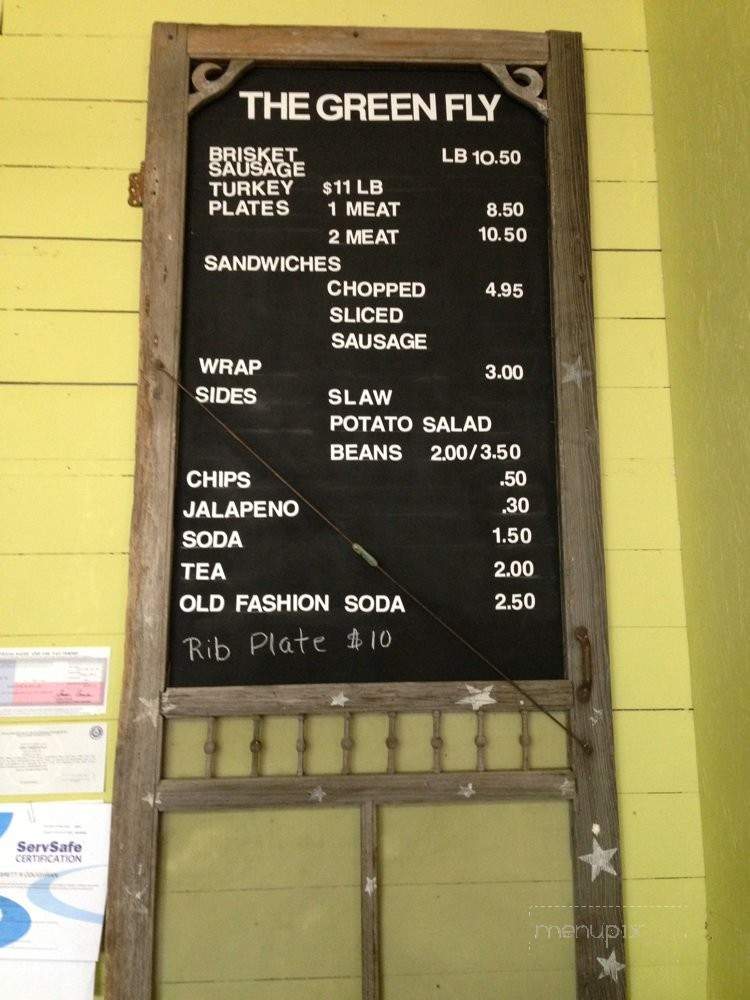 THE GREEN FLY
BRISKET LB 10.50
SAUSAGE
TURKEY $11 LB
PLATES 1 MEAT 8.50
2 MEAT 10.50
SANDWICHES
CHOPPED 4.95
SLICED
SAUSAGE
WRAP 3.00
SIDES SLAW
POTATO SALAD
BEANS 2.00/3.50
CHIPS .50
JALAPENO .30
SODA 1.50
TEA 2.00
OLD FASHION SODA 2.50
Rib Plate $10
ServSafe
CERTIFICATION
menupix